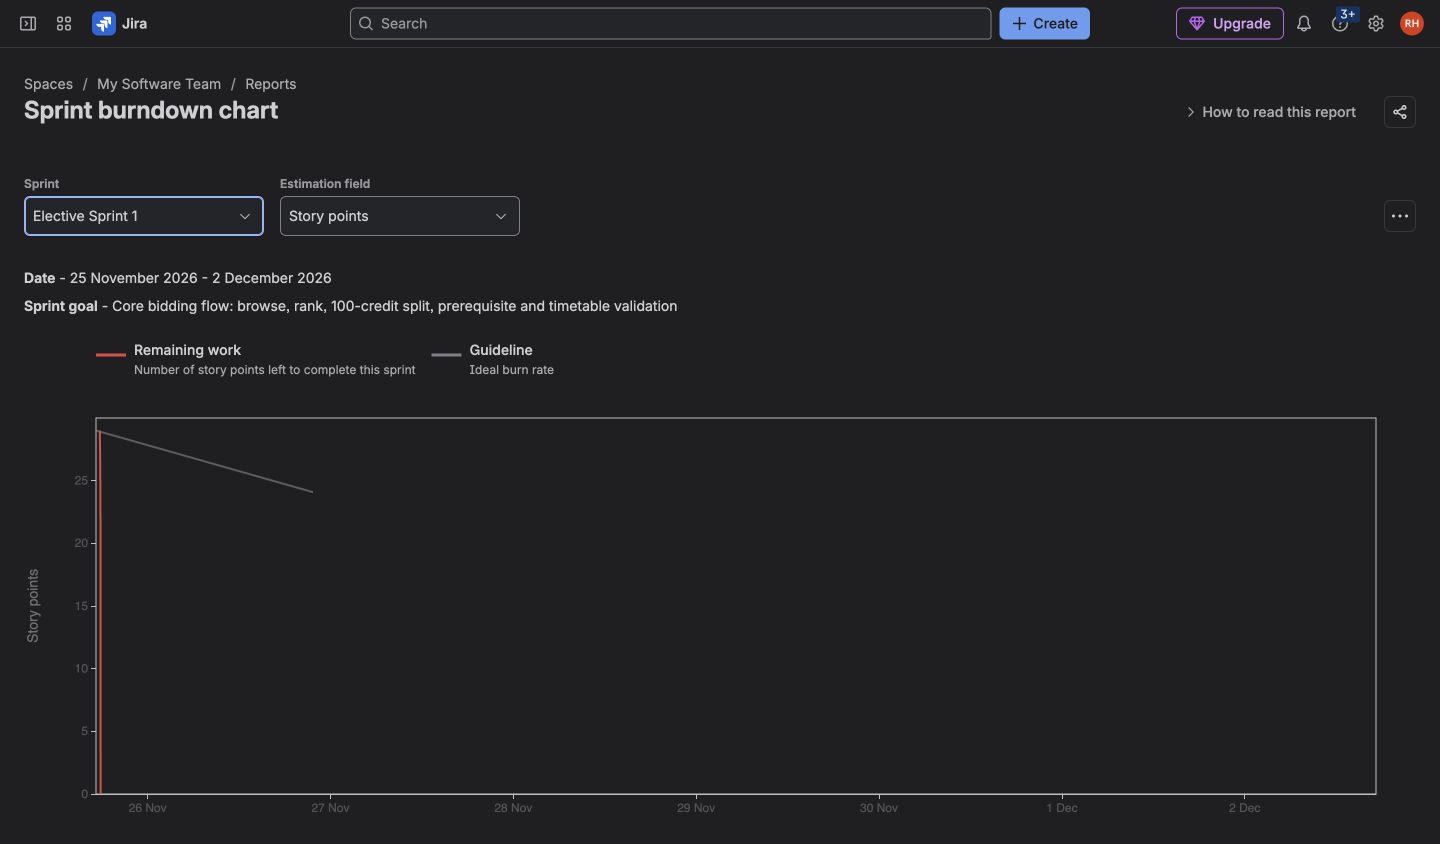 Jira
Search
Create
Upgrade
3+
RH
Spaces / My Software Team / Reports
Sprint burndown chart
How to read this report
Sprint
Estimation field
Elective Sprint 1
Story points
Date - 25 November 2026 - 2 December 2026
Sprint goal - Core bidding flow: browse, rank, 100-credit split, prerequisite and timetable validation
Remaining work
Number of story points left to complete this sprint
Guideline
Ideal burn rate
Story points
25
20
15
10
5
0
26 Nov
27 Nov
28 Nov
29 Nov
30 Nov
1 Dec
2 Dec